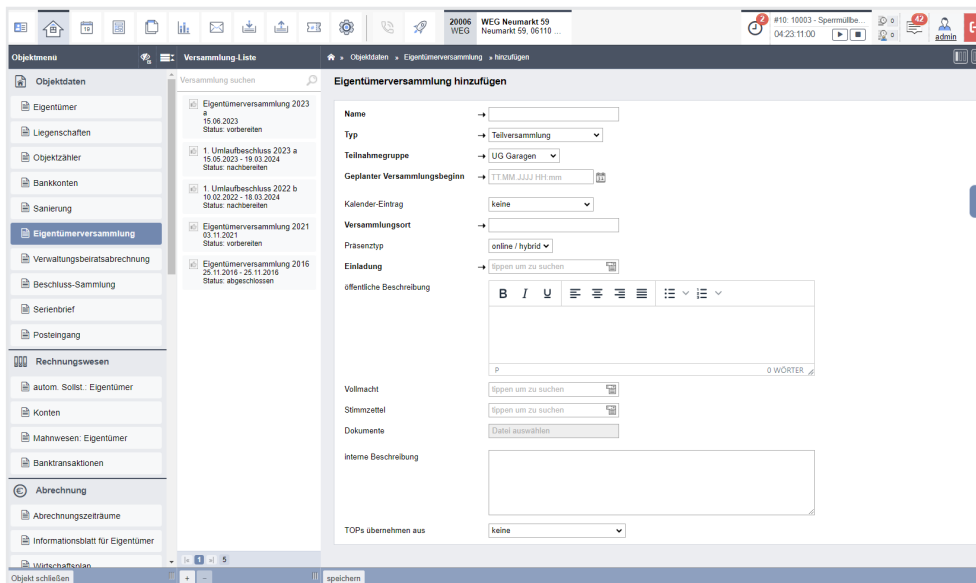 20006
WEG
WEG Neumarkt 59
Neumarkt 59, 06110 ...
2
#10: 10003 - Sperrmüllbe...
04:23:11:00
0
0
42
admin
Objektmenü
Versammlung-Liste
Objektdaten » Eigentümerversammlung » hinzufügen
Objektdaten
Eigentümer
Liegenschaften
Objektzähler
Bankkonten
Sanierung
Eigentümerversammlung
Verwaltungsbeiratsabrechnung
Beschluss-Sammlung
Serienbrief
Posteingang
Rechnungswesen
autom. Sollst.: Eigentümer
Konten
Mahnwesen: Eigentümer
Banktransaktionen
Abrechnung
Abrechnungszeiträume
Informationsblatt für Eigentümer
Wirtschaftsplan
Objekt schließen
Versammlung suchen
Eigentümerversammlung 2023
a
15.06.2023
Status: vorbereiten
1. Umlaufbeschluss 2023 a
15.05.2023 - 19.03.2024
Status: nachbereiten
1. Umlaufbeschluss 2022 b
10.02.2022 - 18.03.2024
Status: nachbereiten
Eigentümerversammlung 2021
03.11.2021
Status: vorbereiten
Eigentümerversammlung 2016
25.11.2016 - 25.11.2016
Status: abgeschlossen
1 5
+ -
Eigentümerversammlung hinzufügen
Name
Typ → Teilversammlung
Teilnahmegruppe → UG Garagen
Geplanter Versammlungsbeginn → TT.MM.JJJJ HH:mm
Kalender-Eintrag keine
Versammlungsort
Präsenztyp online / hybrid
Einladung → tippen um zu suchen
öffentliche Beschreibung
B I U
P 0 WÖRTER
Vollmacht tippen um zu suchen
Stimmzettel tippen um zu suchen
Dokumente Datei auswählen
interne Beschreibung
TOPs übernehmen aus keine
speichern